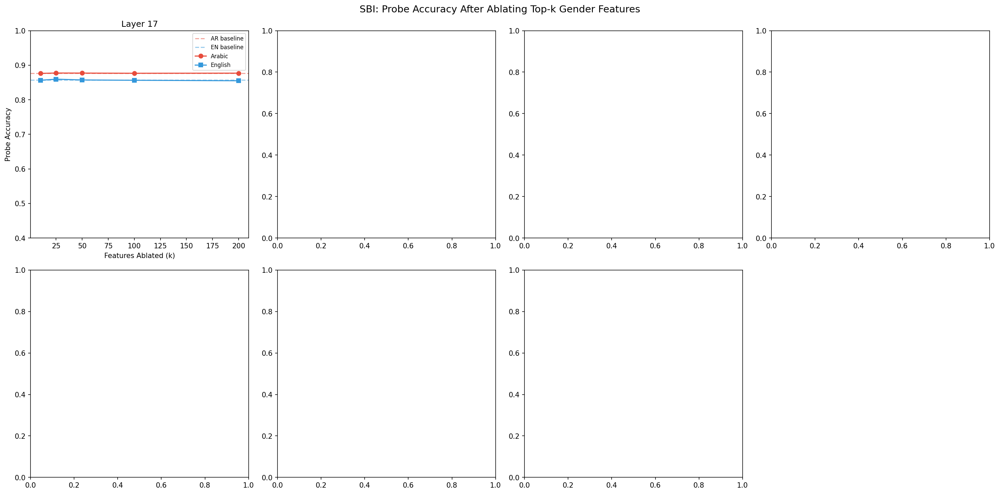 SBI: Probe Accuracy After Ablating Top-k Gender Features
Layer 17
1.0
0.9
0.8
0.7
0.6
0.5
0.4
Probe Accuracy
AR baseline
EN baseline
Arabic
English
25 50 75 100 125 150 175 200
Features Ablated (k)
1.0
0.8
0.6
0.4
0.2
0.0
0.0 0.2 0.4 0.6 0.8 1.0
1.0
0.8
0.6
0.4
0.2
0.0
0.0 0.2 0.4 0.6 0.8 1.0
1.0
0.8
0.6
0.4
0.2
0.0
0.0 0.2 0.4 0.6 0.8 1.0
1.0
0.8
0.6
0.4
0.2
0.0
0.0 0.2 0.4 0.6 0.8 1.0
1.0
0.8
0.6
0.4
0.2
0.0
0.0 0.2 0.4 0.6 0.8 1.0
1.0
0.8
0.6
0.4
0.2
0.0
0.0 0.2 0.4 0.6 0.8 1.0